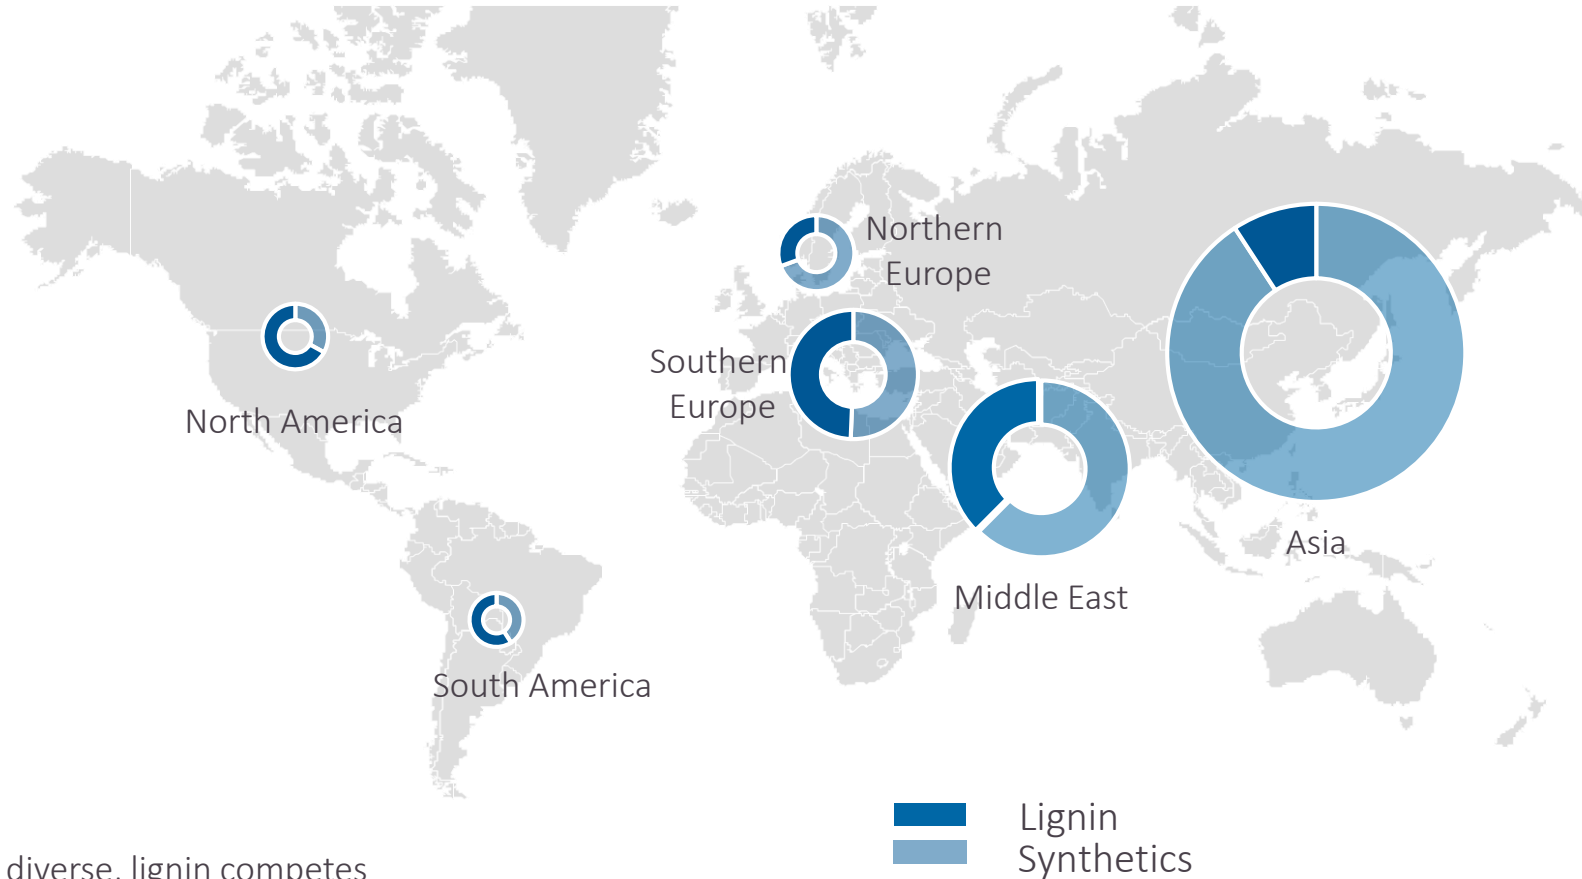 Northern
Europe
Southern
Europe
North America
Asia
Middle East
South America
Lignin
Synthetics
diverse, lignin competes